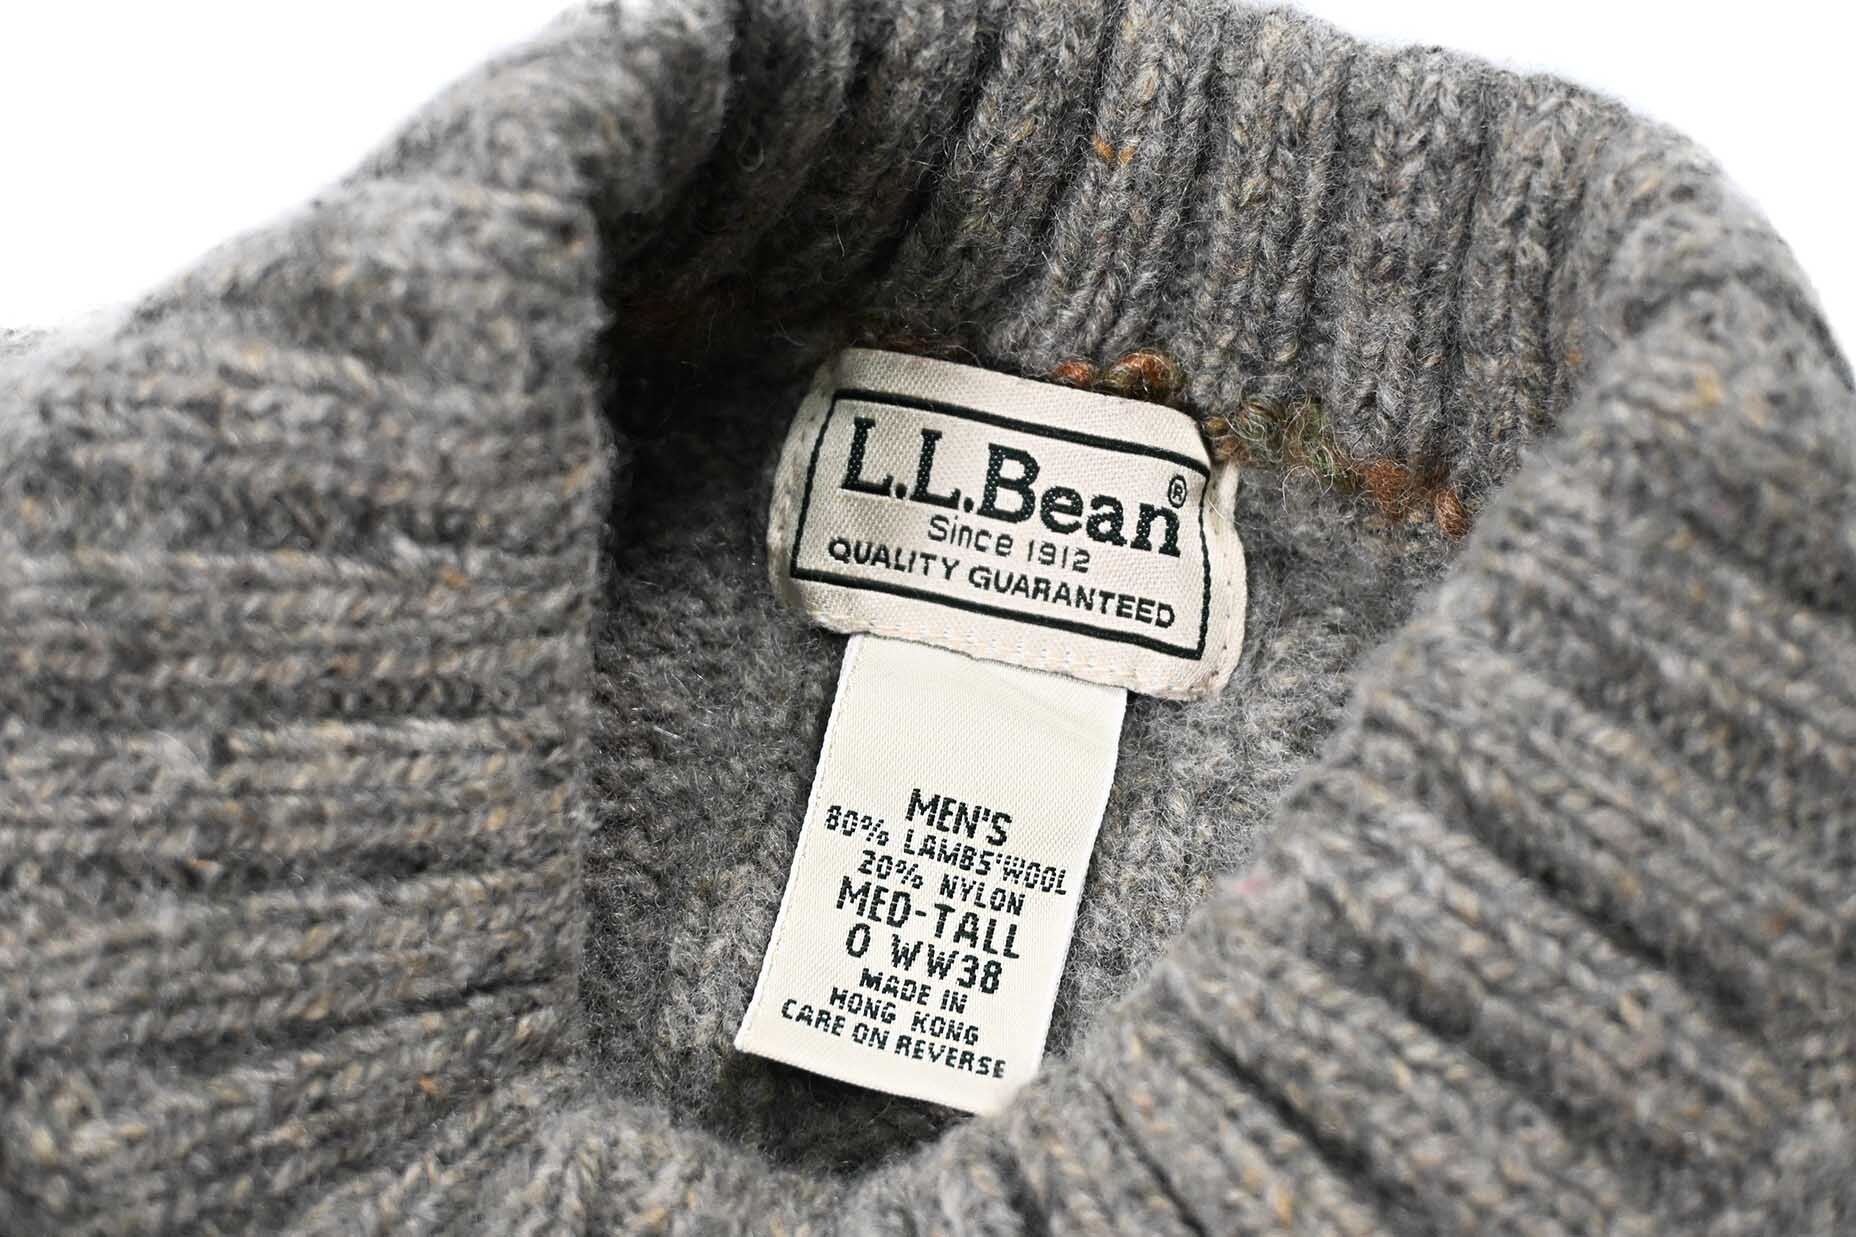 L.L.Bean®
Since 1912
QUALITY GUARANTEED
MEN'S
80% LAMBS'WOOL
20% NYLON
MED-TALL
0 WW38
MADE IN
HONG KONG
CARE ON REVERSE